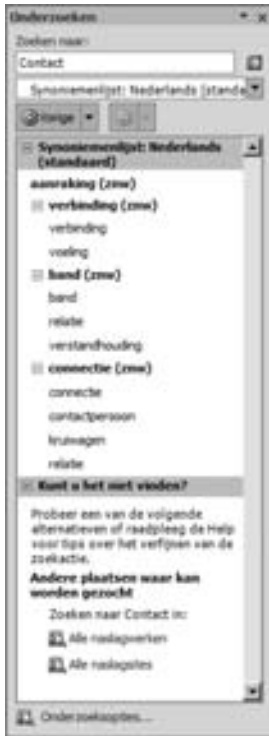 Onderzoeken
Zoeken naar:
Contact
Synoniemenlijst: Nederlands (standa
Vorige
Synoniemenlijst: Nederlands
(standaard)
aanraking (znw)
verbinding (znw)
verbinding
voeling
band (znw)
band
relatie
verstandhouding
connectie (znw)
connectie
contactpersoon
kruiwagen
relatie
Kunt u het niet vinden?
Probeer een van de volgende
alternatieven of raadpleeg de Help
voor tips over het verfijnen van de
zoekactie.
Andere plaatsen waar kan
worden gezocht
Zoeken naar Contact in:
Alle naslagwerken
Alle naslagsites
Onderzoeksopties...